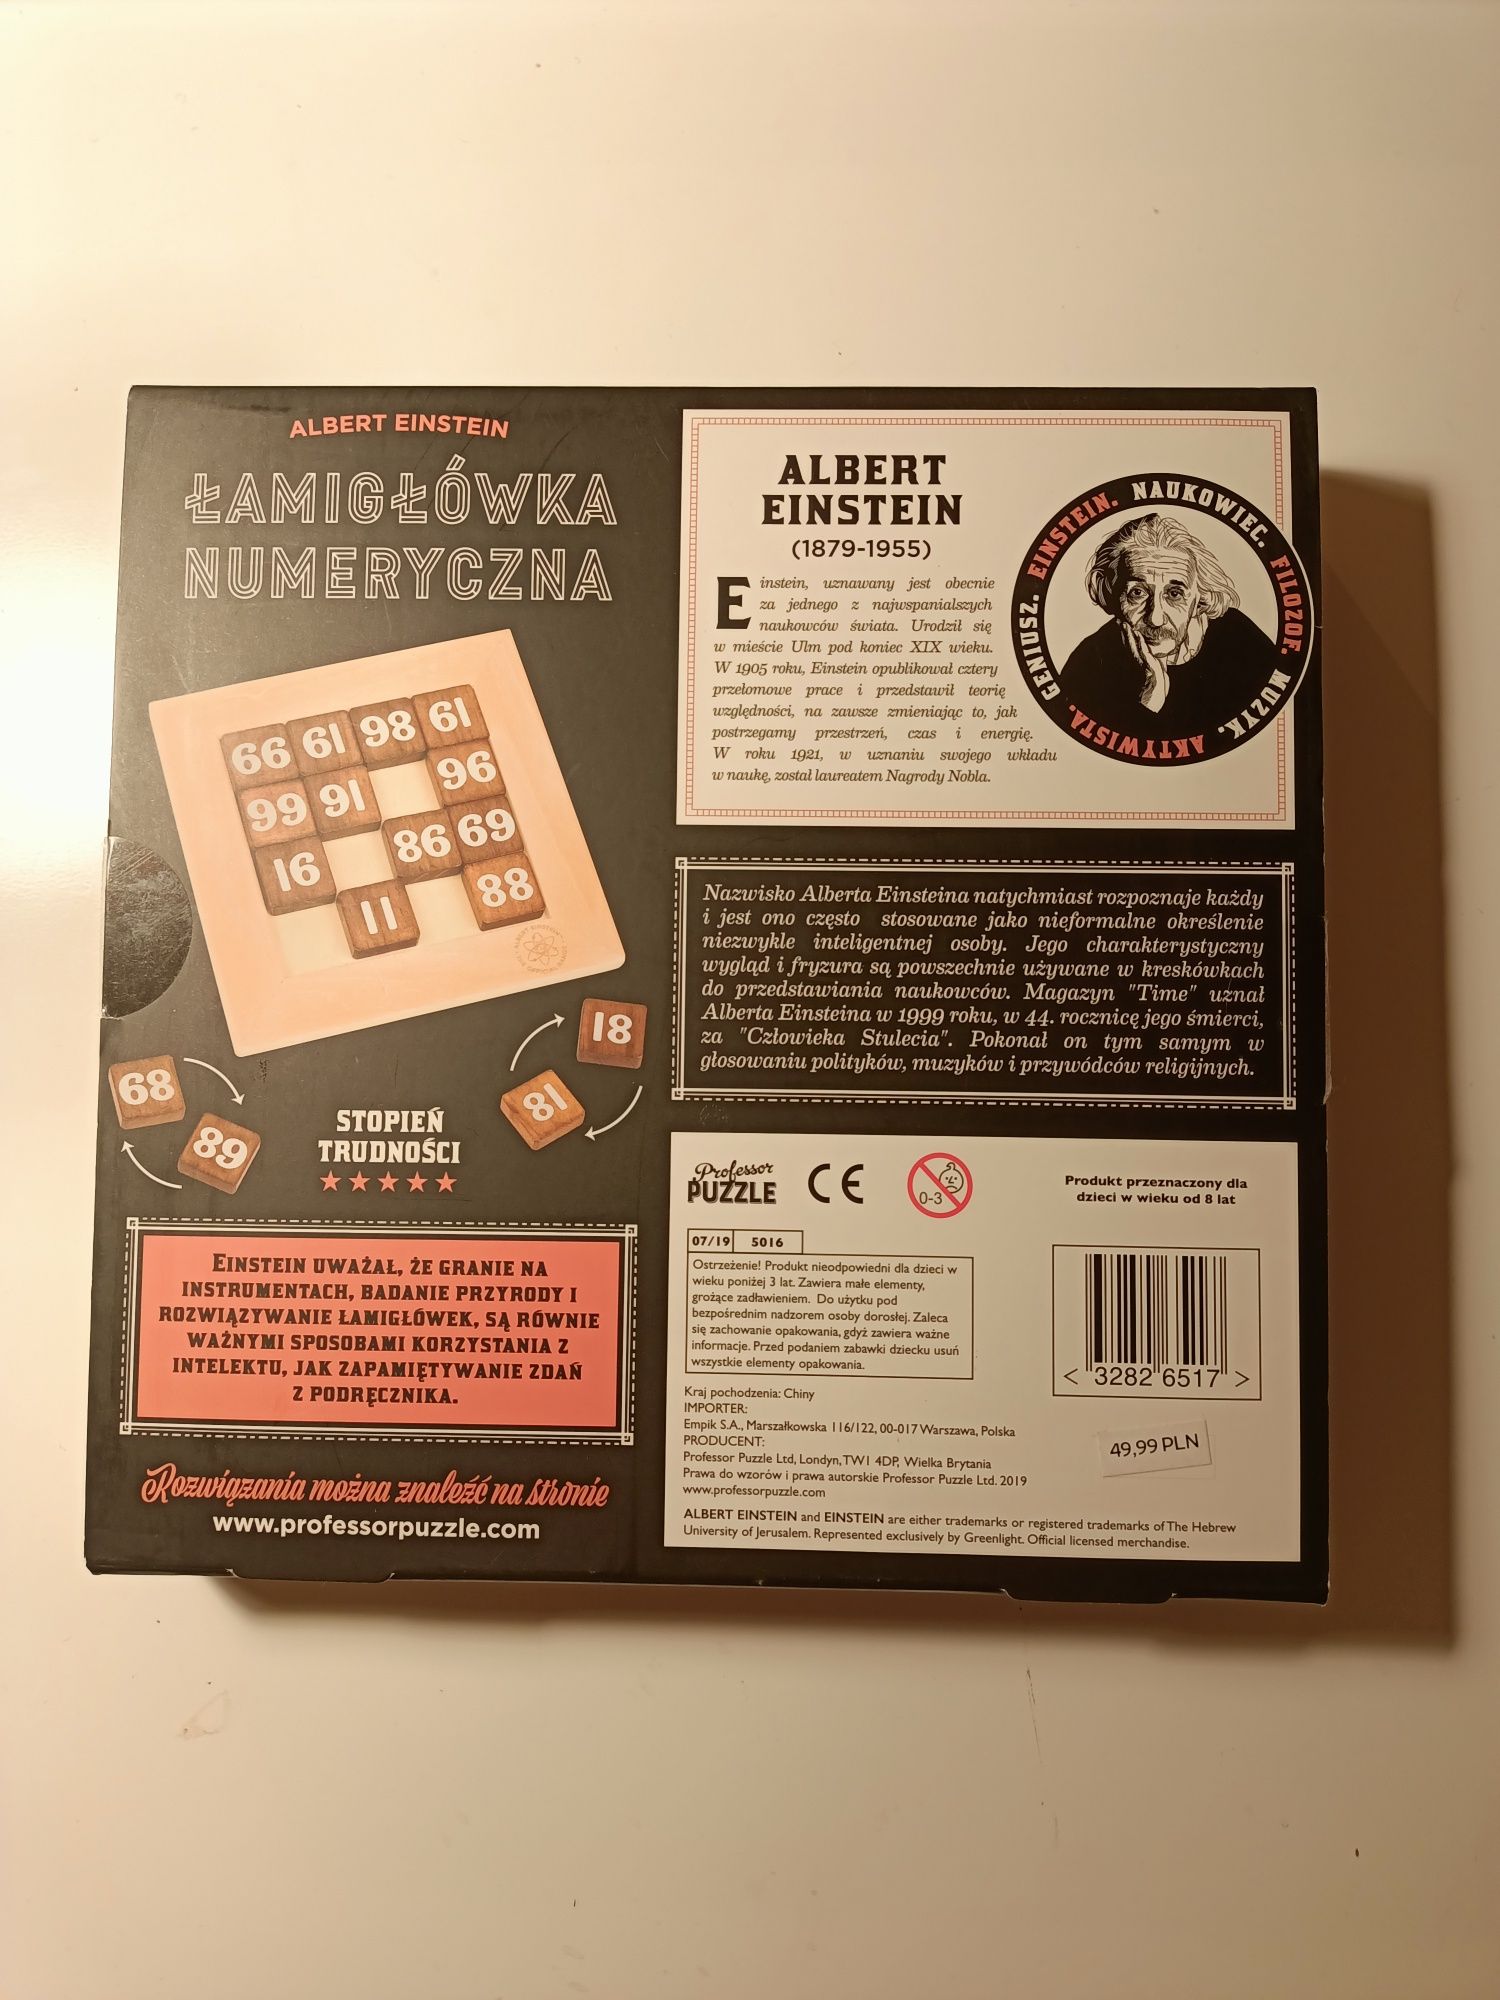 ALBERT EINSTEIN
ŁAMIGŁÓWKA
NUMERYCZNA
66 61 98 61
99 91 96
16 86 69
11 88
68
89
18
81
STOPIEŃ
TRUDNOŚCI
EINSTEIN UWAŻAŁ, ŻE GRANIE NA
INSTRUMENTACH, BADANIE PRZYRODY I
ROZWIĄZYWANIE ŁAMIGŁÓWEK, SĄ RÓWNIE
WAŻNYMI SPOSOBAMI KORZYSTANIA Z
INTELEKTU, JAK ZAPAMIĘTYWANIE ZDAŃ
Z PODRĘCZNIKA.
Rozwiązania można znaleźć na stronie
www.professorpuzzle.com
ALBERT
EINSTEIN
(1879-1955)
Einstein, uznawany jest obecnie
za jednego z najwspanialszych
naukowców świata. Urodził się
w mieście Ulm pod koniec XIX wieku.
W 1905 roku, Einstein opublikował cztery
przełomowe prace i przedstawił teorię
względności, na zawsze zmieniając to, jak
postrzegamy przestrzeń, czas i energię.
W roku 1921, w uznaniu swojego wkładu
w naukę, został laureatem Nagrody Nobla.
GENIUSZ. EINSTEIN. NAUKOWIEC. FILOZOF. MUZYK. AKTYWISTA.
Nazwisko Alberta Einsteina natychmiast rozpoznaje każdy
i jest ono często stosowane jako nieformalne określenie
niezwykle inteligentnej osoby. Jego charakterystyczny
wygląd i fryzura są powszechnie używane w kreskówkach
do przedstawiania naukowców. Magazyn "Time" uznał
Alberta Einsteina w 1999 roku, w 44. rocznicę jego śmierci,
za "Człowieka Stulecia". Pokonał on tym samym w
głosowaniu polityków, muzyków i przywódców religijnych.
Professor
PUZZLE
CE
0-3
Produkt przeznaczony dla
dzieci w wieku od 8 lat
07/19 5016
Ostrzeżenie! Produkt nieodpowiedni dla dzieci w
wieku poniżej 3 lat. Zawiera małe elementy,
grożące zadławieniem. Do użytku pod
bezpośrednim nadzorem osoby dorosłej. Zaleca
się zachowanie opakowania, gdyż zawiera ważne
informacje. Przed podaniem zabawki dziecku usuń
wszystkie elementy opakowania.
< 3282 6517 >
49,99 PLN
Kraj pochodzenia: Chiny
IMPORTER:
Empik S.A., Marszałkowska 116/122, 00-017 Warszawa, Polska
PRODUCENT:
Professor Puzzle Ltd, Londyn, TW1 4DP, Wielka Brytania
Prawa do wzorów i prawa autorskie Professor Puzzle Ltd. 2019
www.professorpuzzle.com
ALBERT EINSTEIN and EINSTEIN are either trademarks or registered trademarks of The Hebrew
University of Jerusalem. Represented exclusively by Greenlight. Official licensed merchandise.